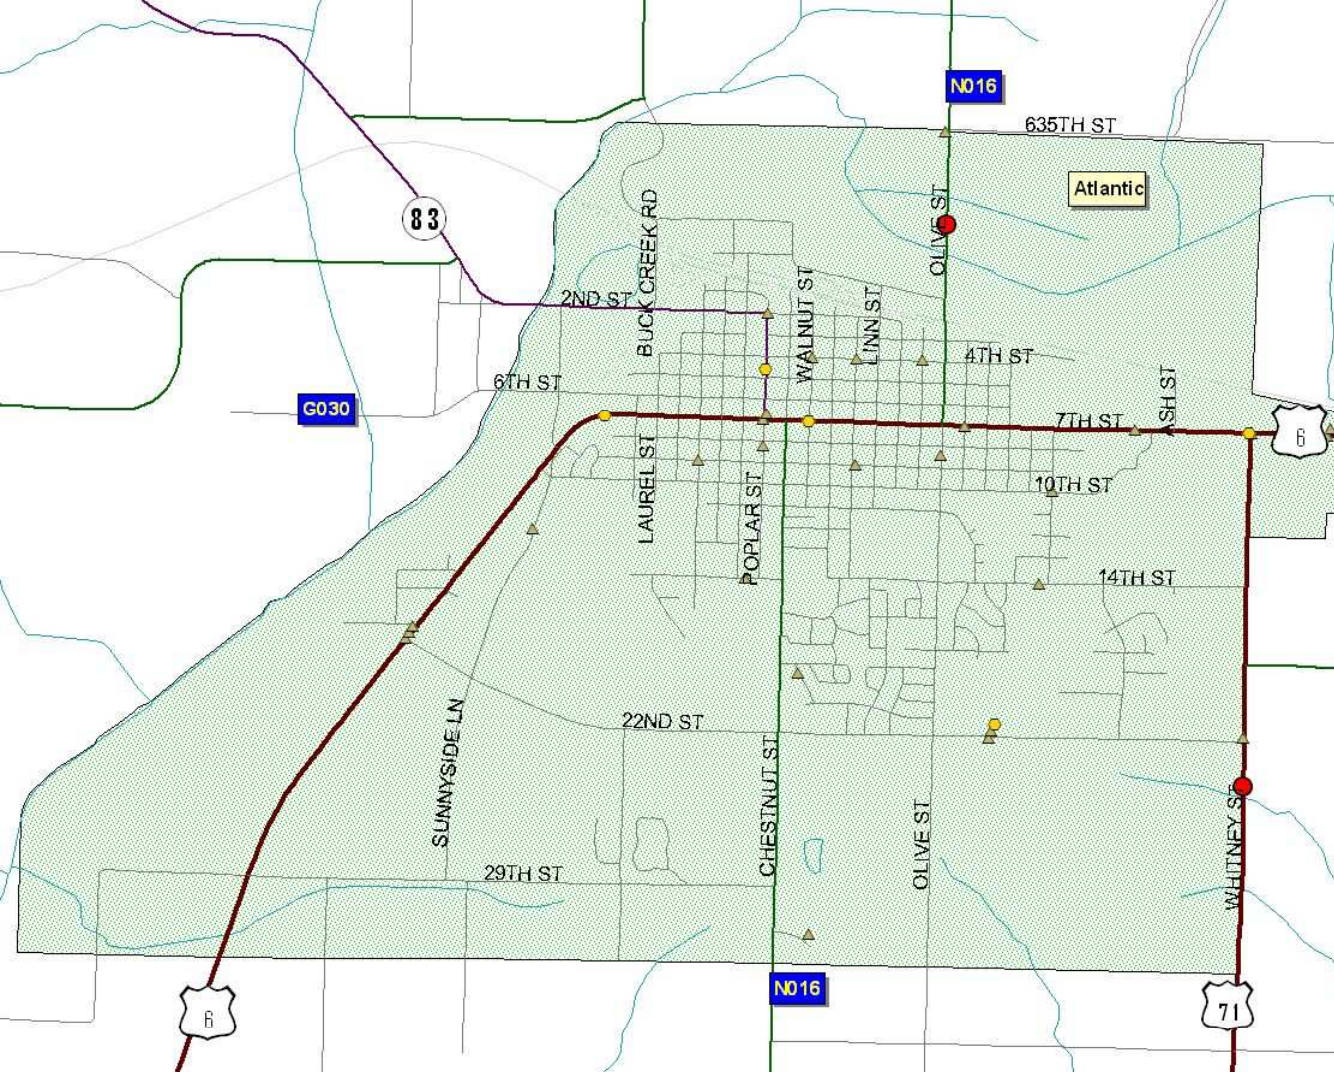 N016
635TH ST
Atlantic
83
OLIVE ST
BUCK CREEK RD
2ND ST
WALNUT ST
LINN ST
4TH ST
6TH ST
ASH ST
G030
7TH ST
6
LAUREL ST
POPLAR ST
10TH ST
14TH ST
22ND ST
SUNNYSIDE LN
CHESTNUT ST
OLIVE ST
WHITNEY ST
29TH ST
N016
6
71